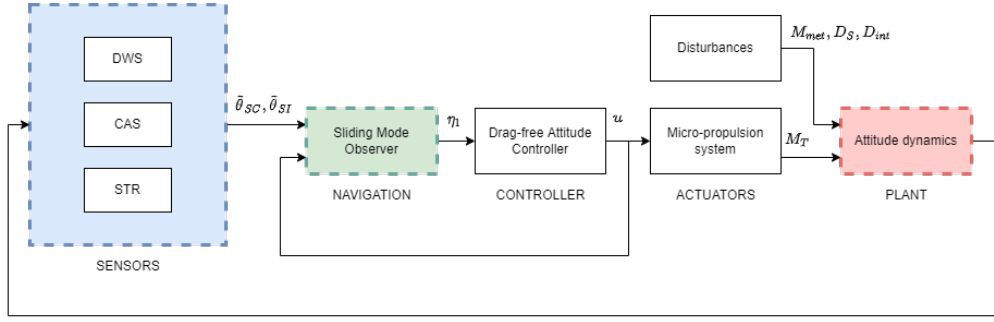 DWS
CAS
STR
SENSORS
θ̃_SC, θ̃_SI
Sliding Mode
Observer
NAVIGATION
η₁
Drag-free Attitude
Controller
CONTROLLER
u
Disturbances
Micro-propulsion
system
ACTUATORS
M_met, D_S, D_int
M_T
Attitude dynamics
PLANT